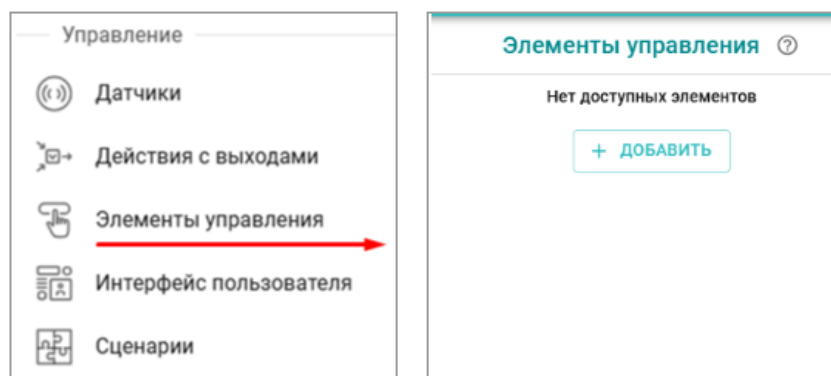 Управление
Датчики
Действия с выходами
Элементы управления
Интерфейс пользователя
Сценарии
Элементы управления ?
Нет доступных элементов
+ ДОБАВИТЬ